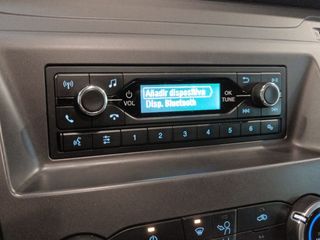 Añadir dispositivo
Disp. Bluetooth
VOL
OK
TUNE
1 2 3 4 5 6